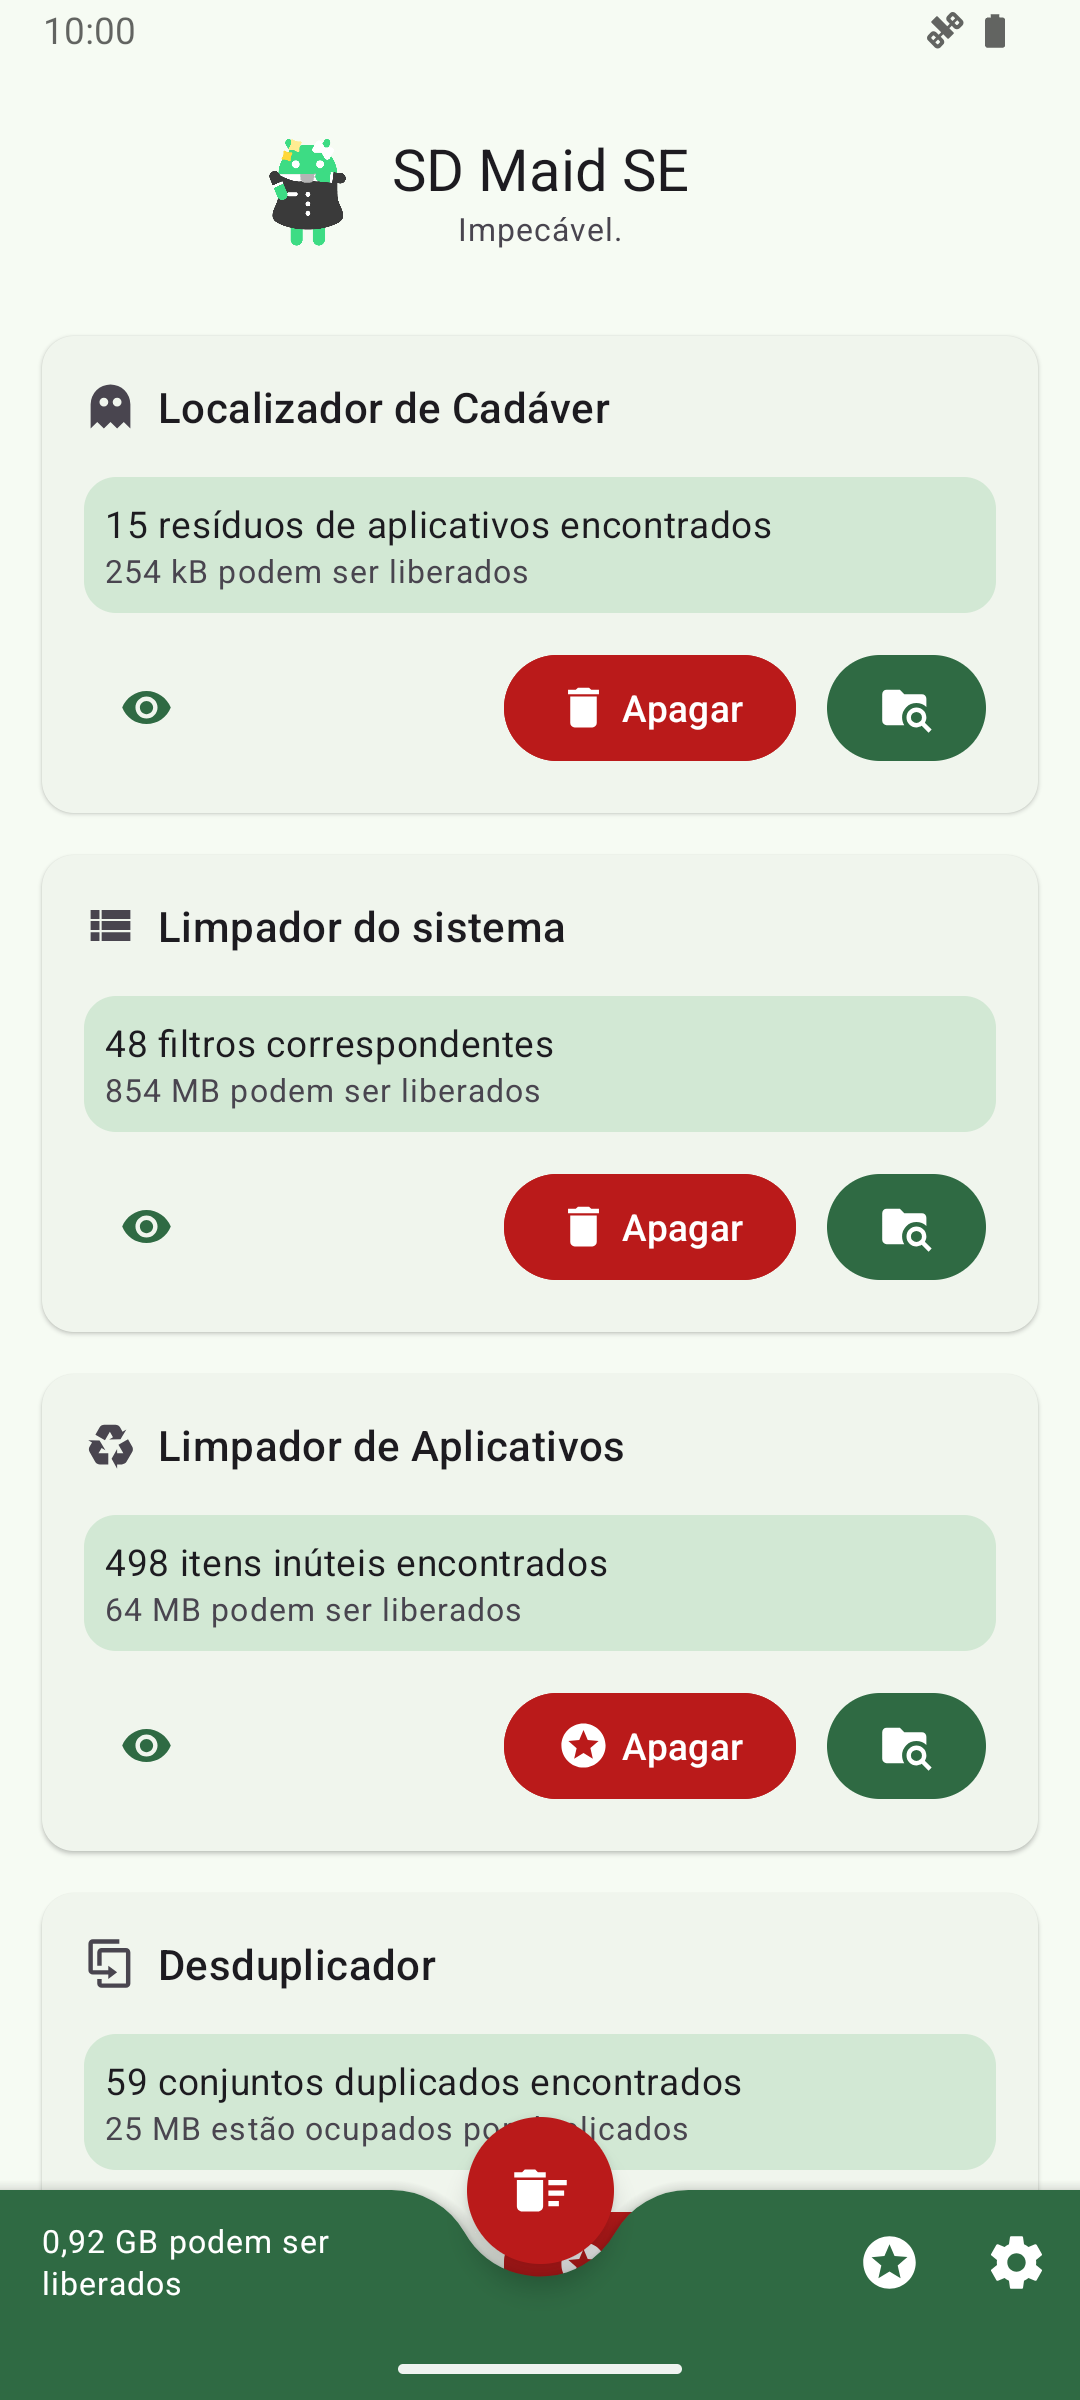 10:00
SD Maid SE
Impecável.
Localizador de Cadáver
15 resíduos de aplicativos encontrados
254 kB podem ser liberados
Apagar
Limpador do sistema
48 filtros correspondentes
854 MB podem ser liberados
Apagar
Limpador de Aplicativos
498 itens inúteis encontrados
64 MB podem ser liberados
Apagar
Desduplicador
59 conjuntos duplicados encontrados
25 MB estão ocupados por duplicados
0,92 GB podem ser
liberados